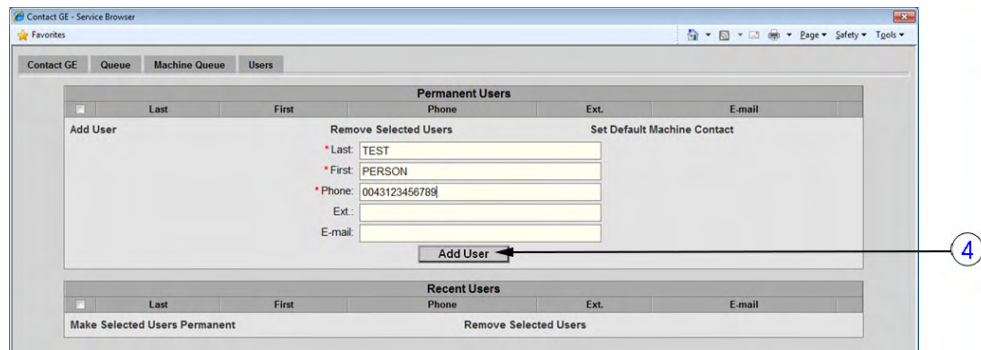 Contact GE - Service Browser
Favorites Page Safety Tools
Contact GE Queue Machine Queue Users
Permanent Users
Last First Phone Ext. E-mail
Add User Remove Selected Users Set Default Machine Contact
*Last: TEST
*First: PERSON
*Phone: 0043123456789
Ext.:
E-mail:
Add User
4
Recent Users
Last First Phone Ext. E-mail
Make Selected Users Permanent Remove Selected Users